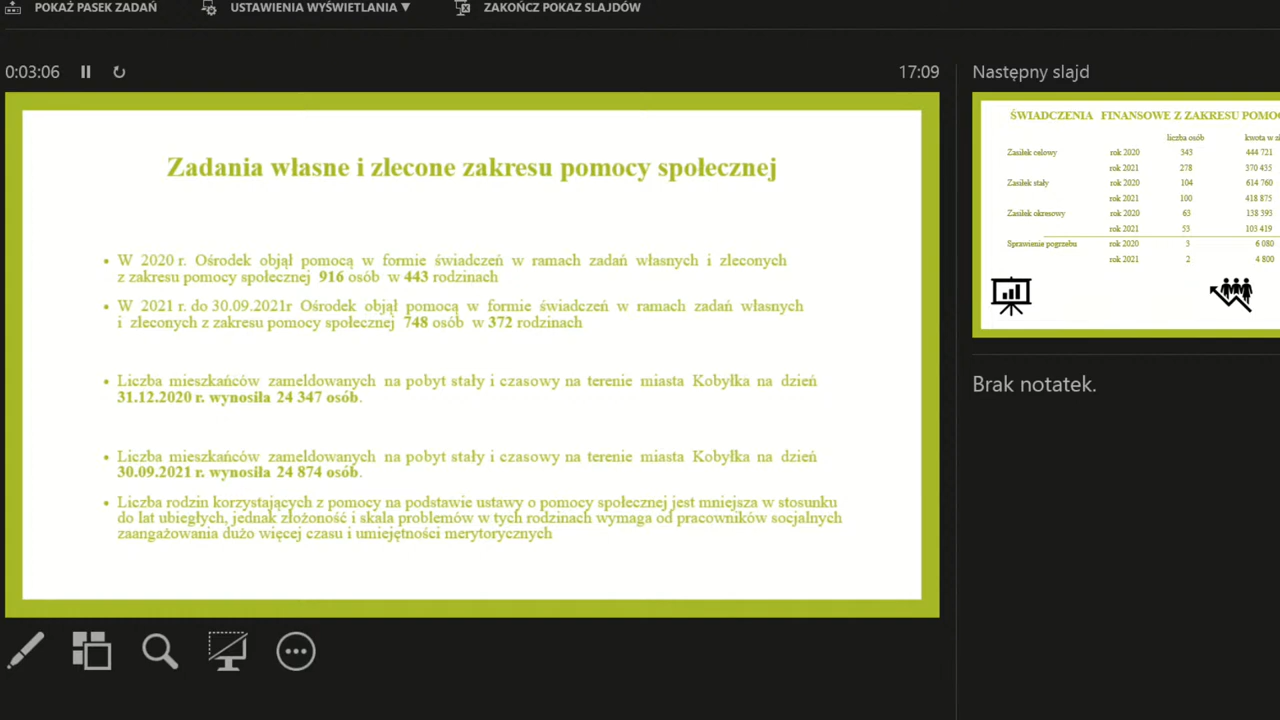 POKAŻ PASEK ZADAŃ
USTAWIENIA WYŚWIETLANIA ▼
ZAKOŃCZ POKAZ SLAJDÓW
0:03:06
17:09
Zadania własne i zlecone zakresu pomocy społecznej
• W 2020 r. Ośrodek objął pomocą w formie świadczeń w ramach zadań własnych i zleconych
z zakresu pomocy społecznej 916 osób w 443 rodzinach
• W 2021 r. do 30.09.2021r Ośrodek objął pomocą w formie świadczeń w ramach zadań własnych
i zleconych z zakresu pomocy społecznej 748 osób w 372 rodzinach
• Liczba mieszkańców zameldowanych na pobyt stały i czasowy na terenie miasta Kobyłka na dzień
31.12.2020 r. wynosiła 24 347 osób.
• Liczba mieszkańców zameldowanych na pobyt stały i czasowy na terenie miasta Kobyłka na dzień
30.09.2021 r. wynosiła 24 874 osób.
• Liczba rodzin korzystających z pomocy na podstawie ustawy o pomocy społecznej jest mniejsza w stosunku
do lat ubiegłych, jednak złożoność i skala problemów w tych rodzinach wymaga od pracowników socjalnych
zaangażowania dużo więcej czasu i umiejętności merytorycznych
Następny slajd
ŚWIADCZENIA FINANSOWE Z ZAKRESU POMOC
liczba osób kwota w zł
Zasiłek celowy rok 2020 343 444 721
rok 2021 278 370 435
Zasiłek stały rok 2020 104 614 760
rok 2021 100 418 875
Zasiłek okresowy rok 2020 63 138 393
rok 2021 53 103 419
Sprawienie pogrzebu rok 2020 3 6 080
rok 2021 2 4 800
Brak notatek.